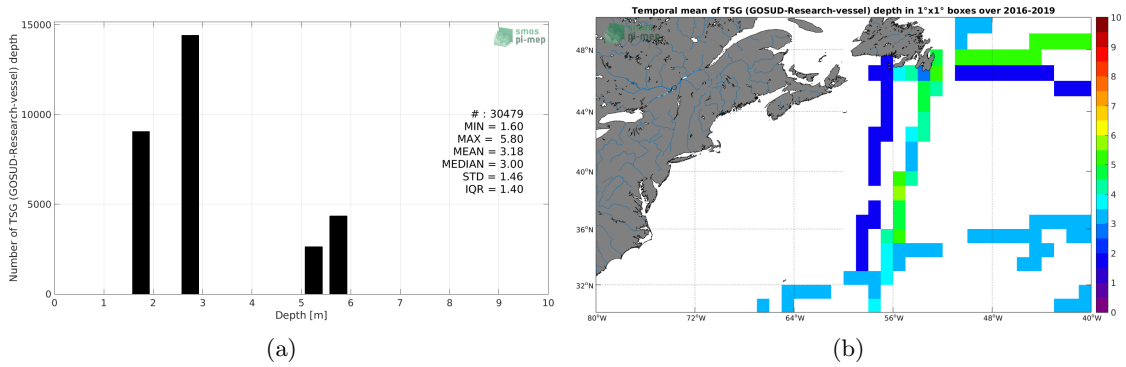 15000
10000
5000
0
0 1 2 3 4 5 6 7 8 9 10
Number of TSG (GOSUD-Research-vessel) depth
Depth [m]
smos
pi-mep
# : 30479
MIN = 1.60
MAX = 5.80
MEAN = 3.18
MEDIAN = 3.00
STD = 1.46
IQR = 1.40
(a)
Temporal mean of TSG (GOSUD-Research-vessel) depth in 1°x1° boxes over 2016-2019
smos
pi-mep
48°N
44°N
40°N
36°N
32°N
80°W 72°W 64°W 56°W 48°W 40°W
10
9
8
7
6
5
4
3
2
1
0
(b)